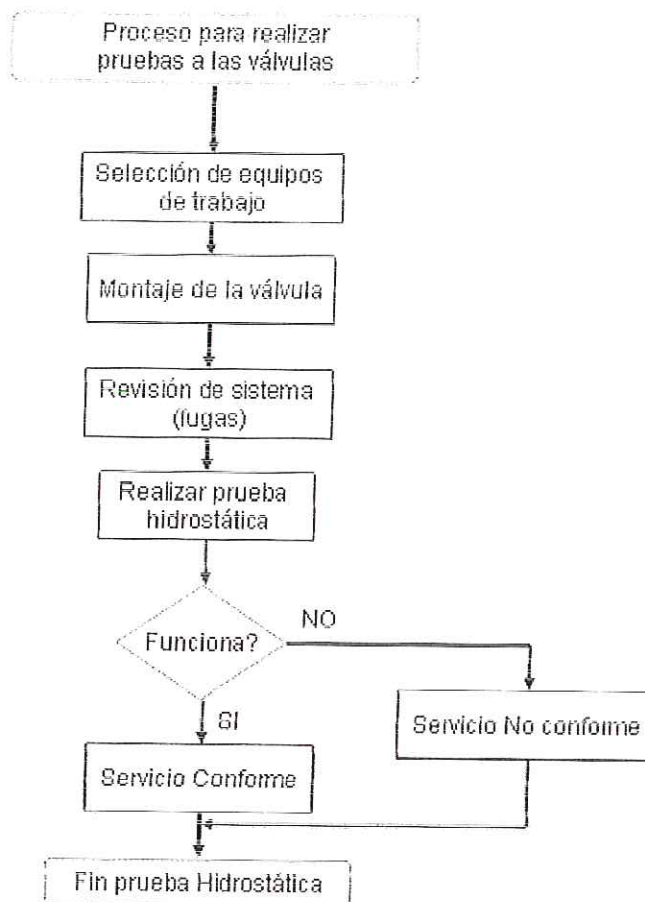 Proceso para realizar
pruebas a las válvulas
Selección de equipos
de trabajo
Montaje de la válvula
Revisión de sistema
(fugas)
Realizar prueba
hidrostática
Funciona?
NO
SI
Servicio No conforme
Servicio Conforme
Fin prueba Hidrostática